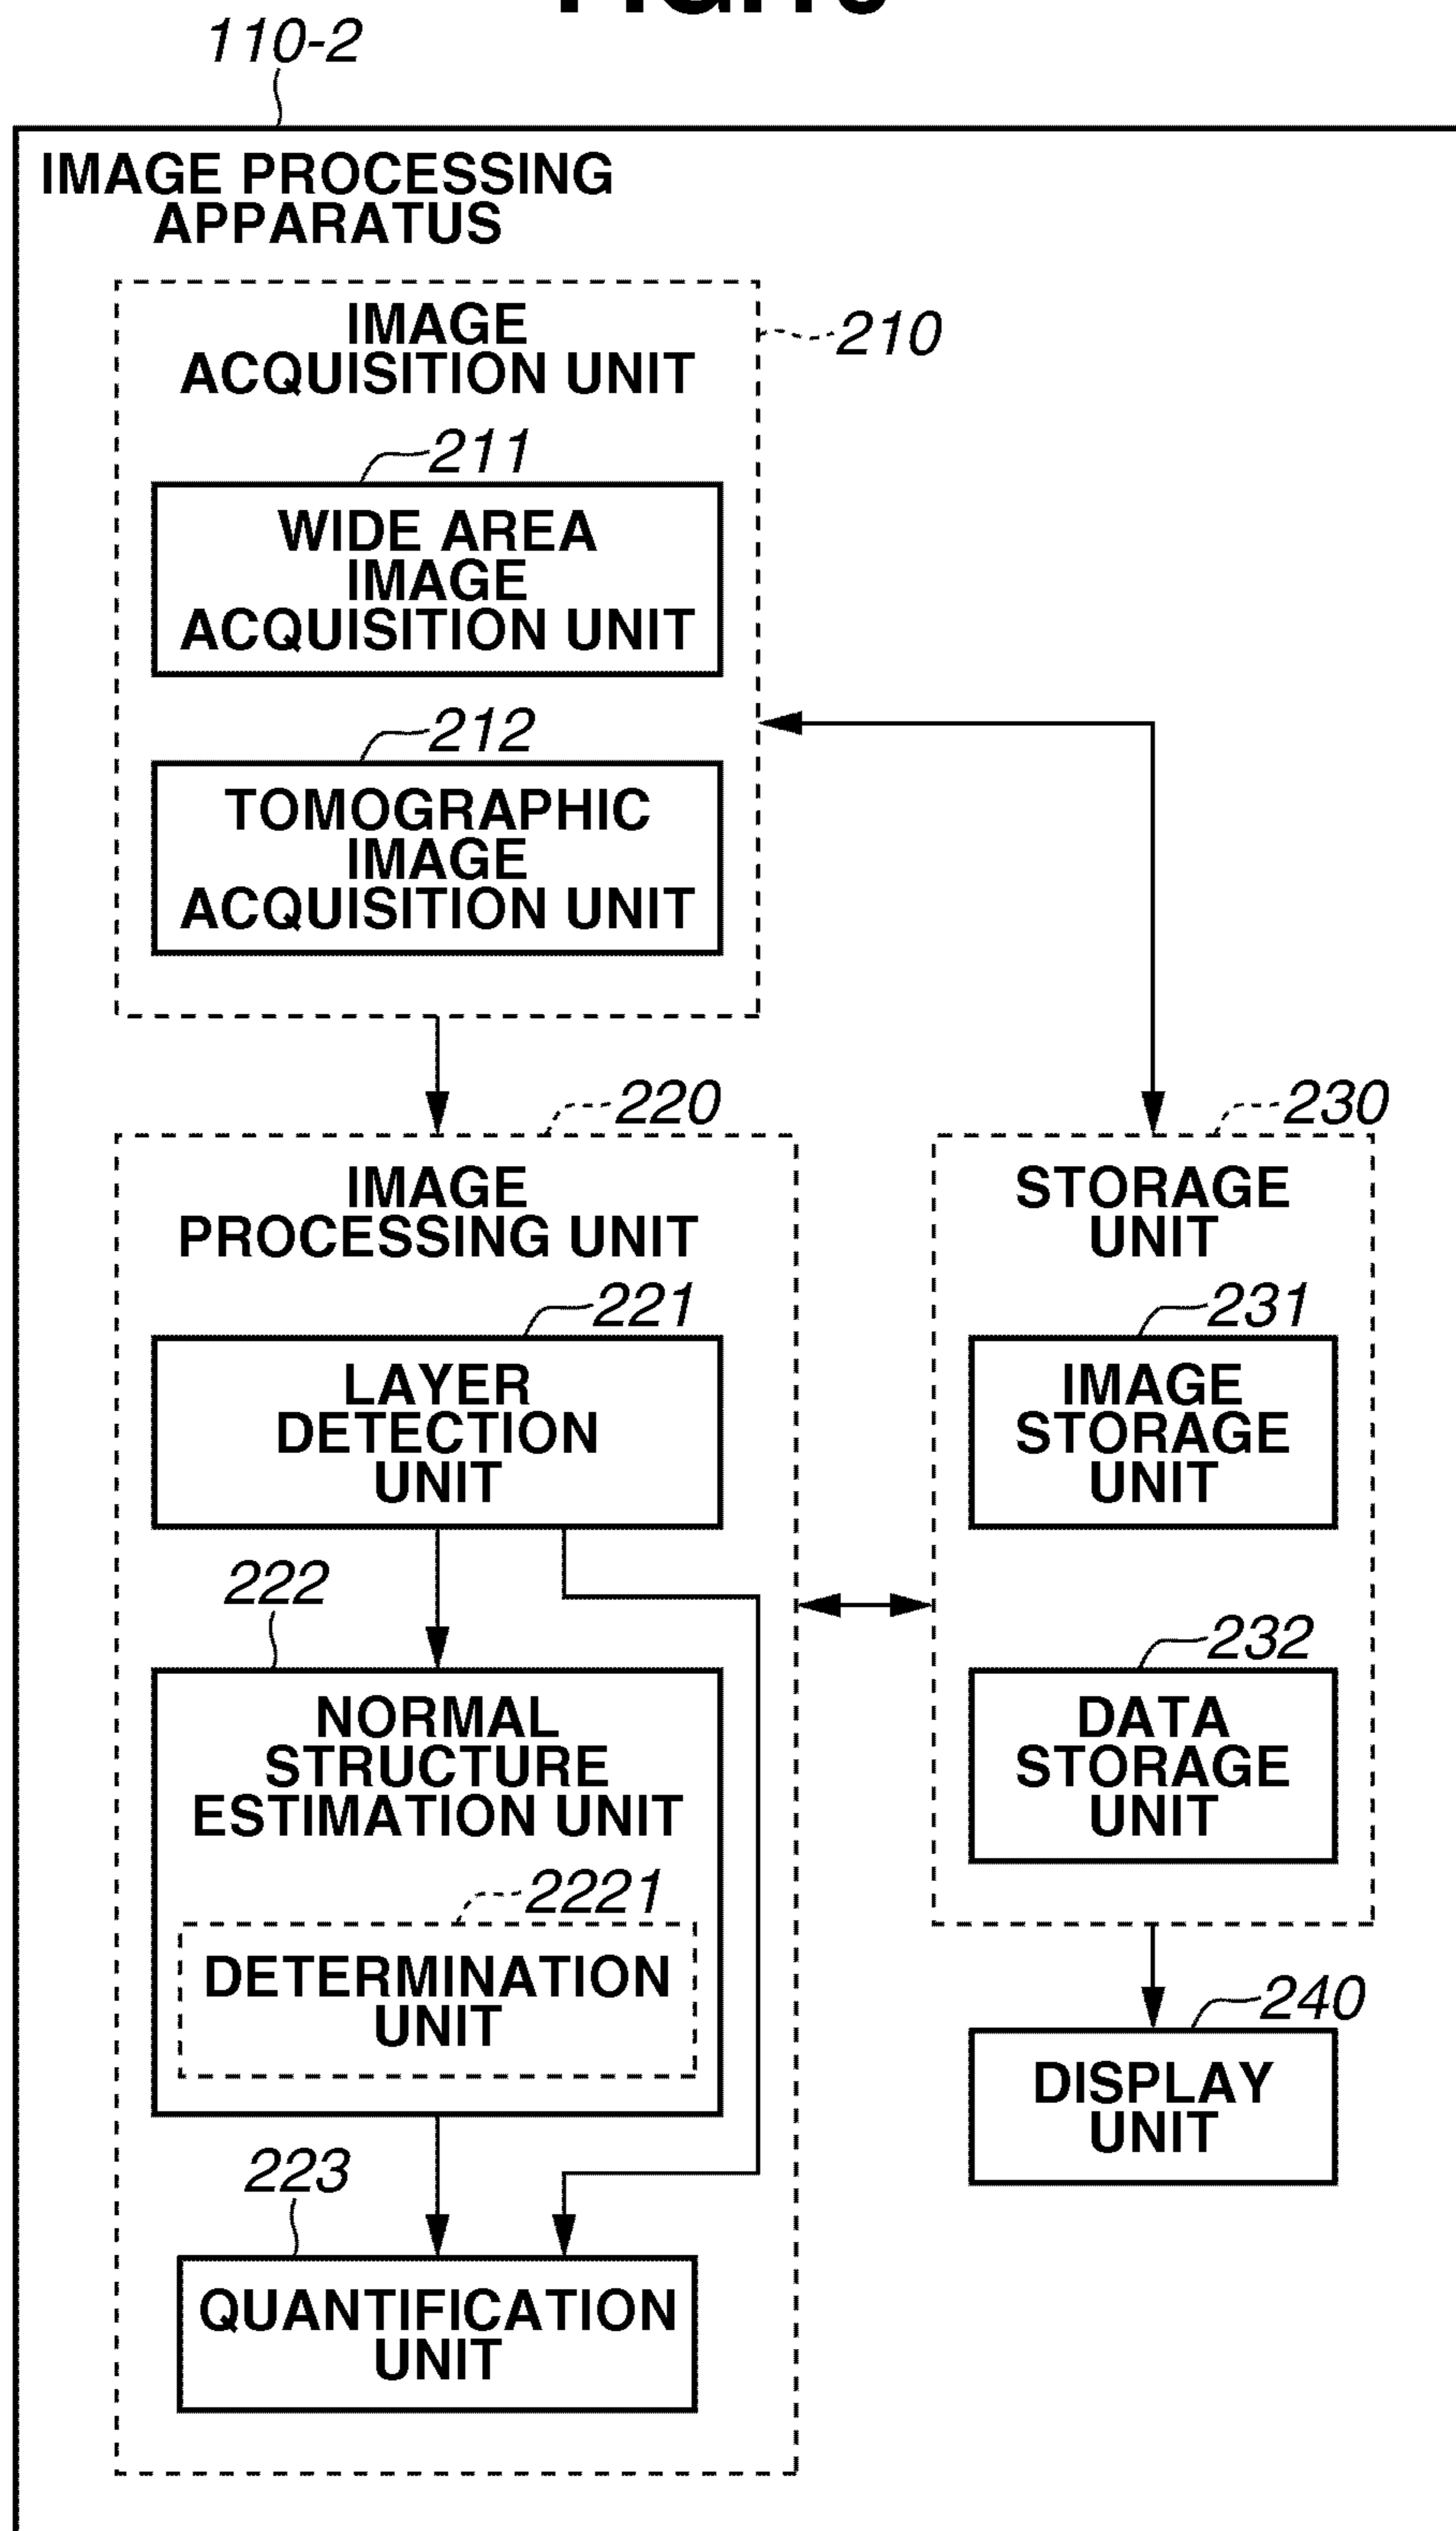 110-2
IMAGE PROCESSING
APPARATUS
IMAGE
ACQUISITION UNIT
210
211
WIDE AREA
IMAGE
ACQUISITION UNIT
212
TOMOGRAPHIC
IMAGE
ACQUISITION UNIT
220
IMAGE
PROCESSING UNIT
221
LAYER
DETECTION
UNIT
222
NORMAL
STRUCTURE
ESTIMATION UNIT
2221
DETERMINATION
UNIT
223
QUANTIFICATION
UNIT
230
STORAGE
UNIT
231
IMAGE
STORAGE
UNIT
232
DATA
STORAGE
UNIT
240
DISPLAY
UNIT